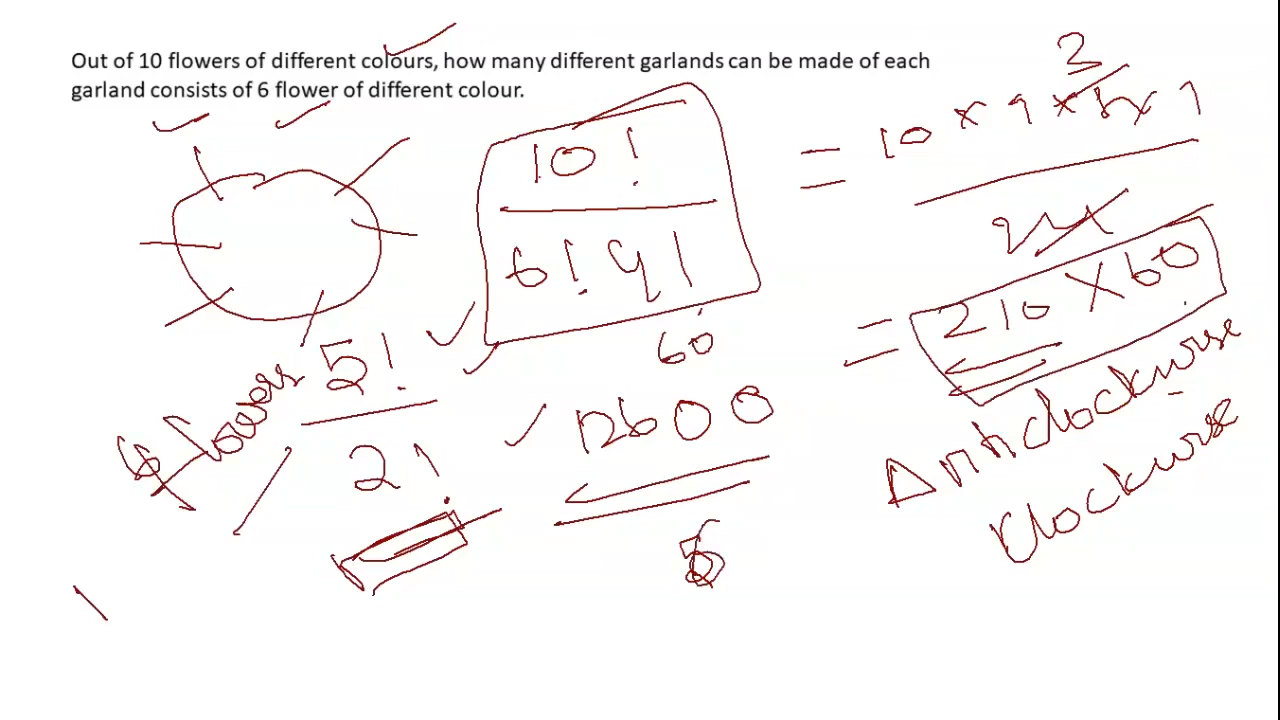 Out of 10 flowers of different colours, how many different garlands can be made of each
garland consists of 6 flower of different colour.
10!
6! 4!
= 10 × 9 × 8 × 7
3
24
= 210 × 60
60
5!
2!
flowers
12600
Anticlockwise
Clockwise